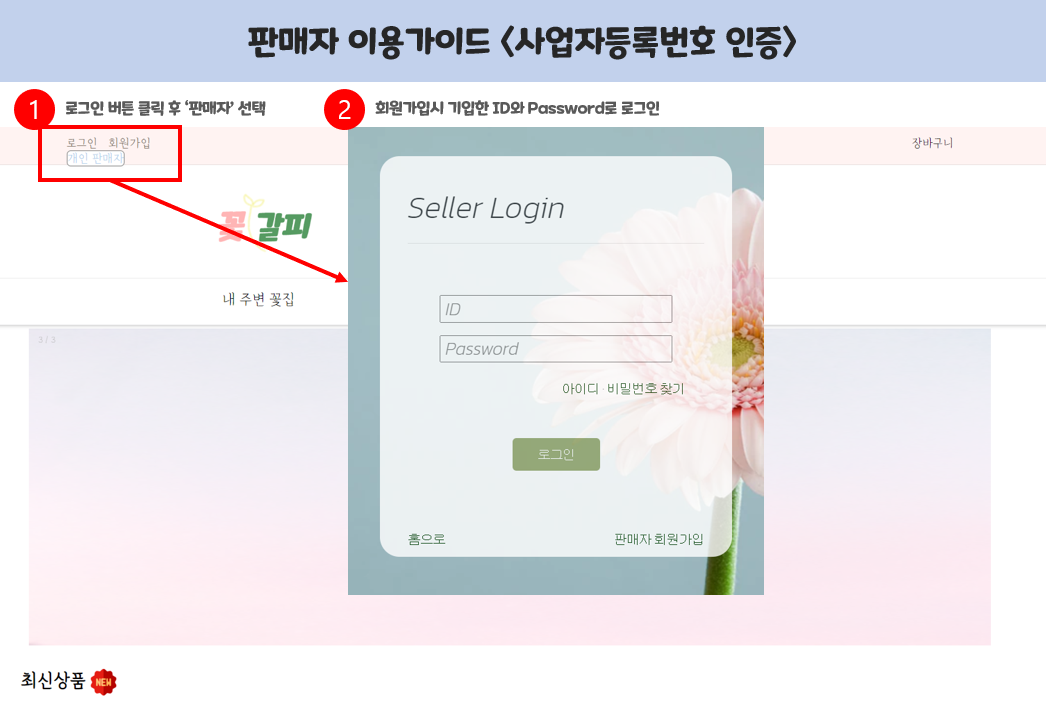 판매자 이용가이드 <사업자등록번호 인증>
1 로그인 버튼 클릭 후 ‘판매자’ 선택
2 회원가입시 기입한 ID와 Password로 로그인
로그인 회원가입
장바구니
개인 판매자
꽃갈피
내 주변 꽃집
3 / 3
Seller Login
ID
Password
아이디 · 비밀번호 찾기
로그인
홈으로
판매자 회원가입
최신상품 NEW